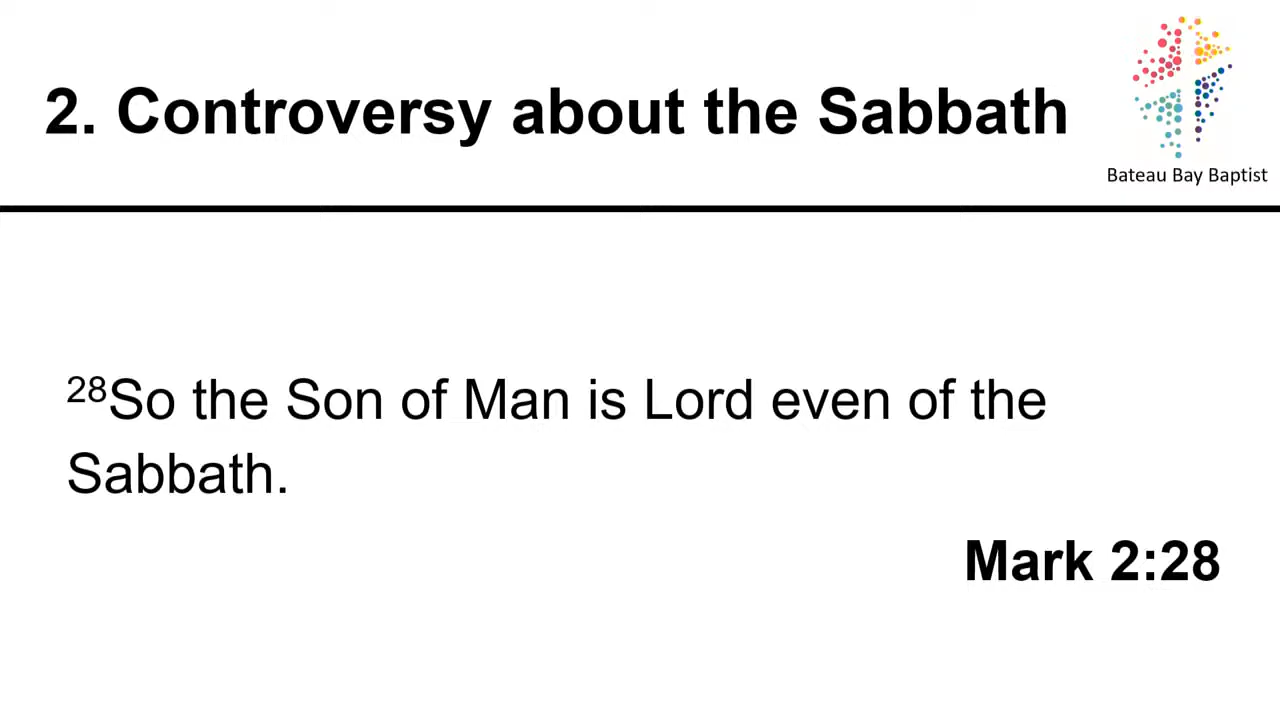 2. Controversy about the Sabbath
Bateau Bay Baptist
28So the Son of Man is Lord even of the
Sabbath.
Mark 2:28